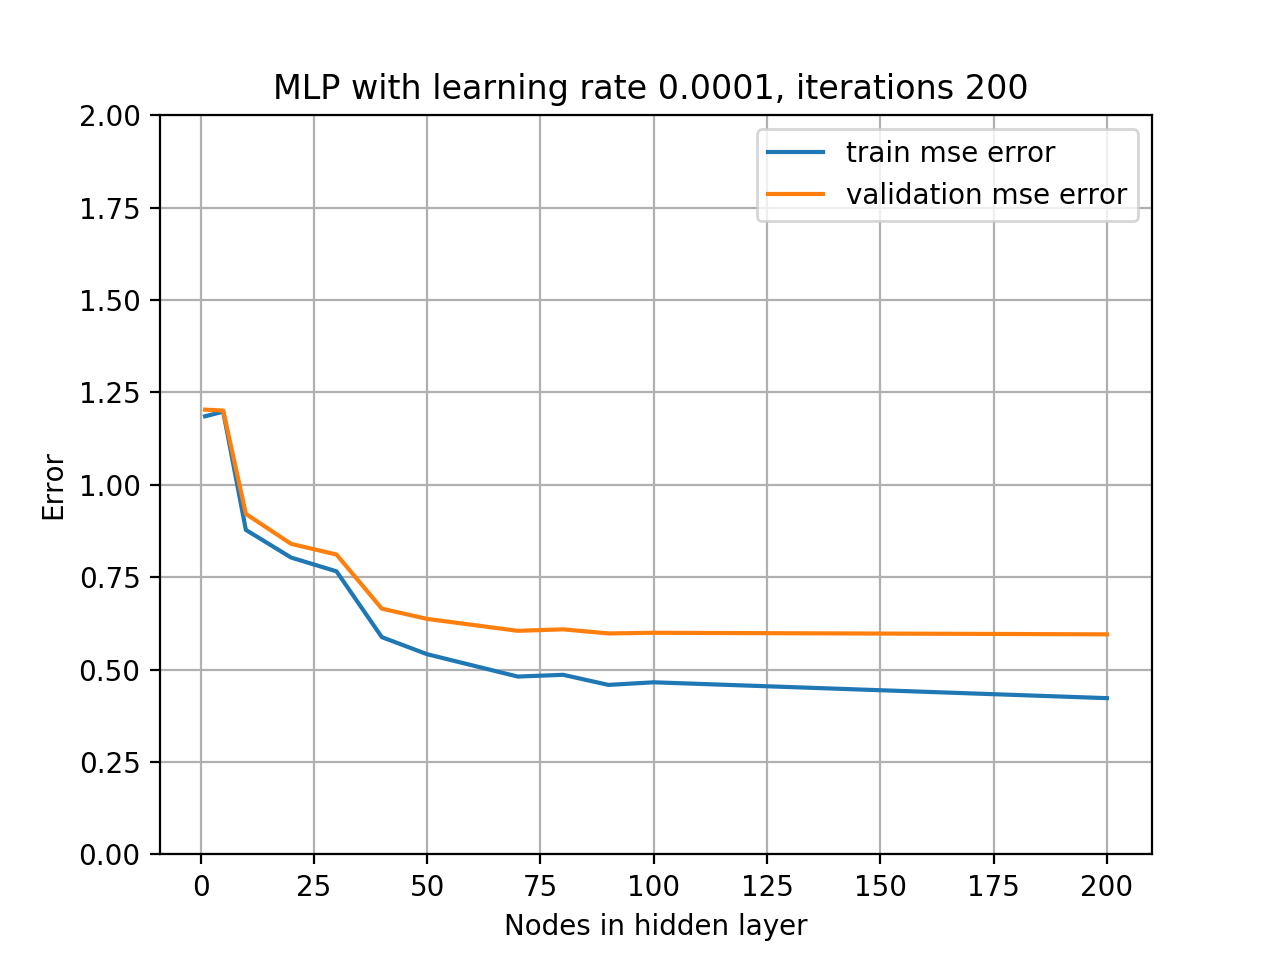 MLP with learning rate 0.0001, iterations 200
2.00
1.75
1.50
1.25
1.00
0.75
0.50
0.25
0.00
Error
train mse error
validation mse error
0 25 50 75 100 125 150 175 200
Nodes in hidden layer